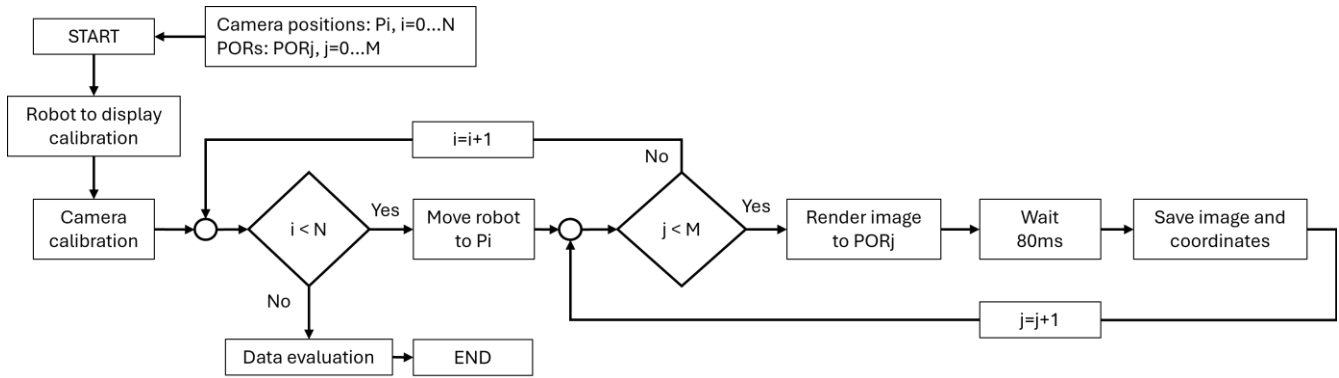 START
Camera positions: Pi, i=0...N
PORs: PORj, j=0...M
Robot to display
calibration
Camera
calibration
i < N
Yes
No
Move robot
to Pi
i=i+1
j < M
No
Yes
Render image
to PORj
Wait
80ms
Save image and
coordinates
j=j+1
Data evaluation
END